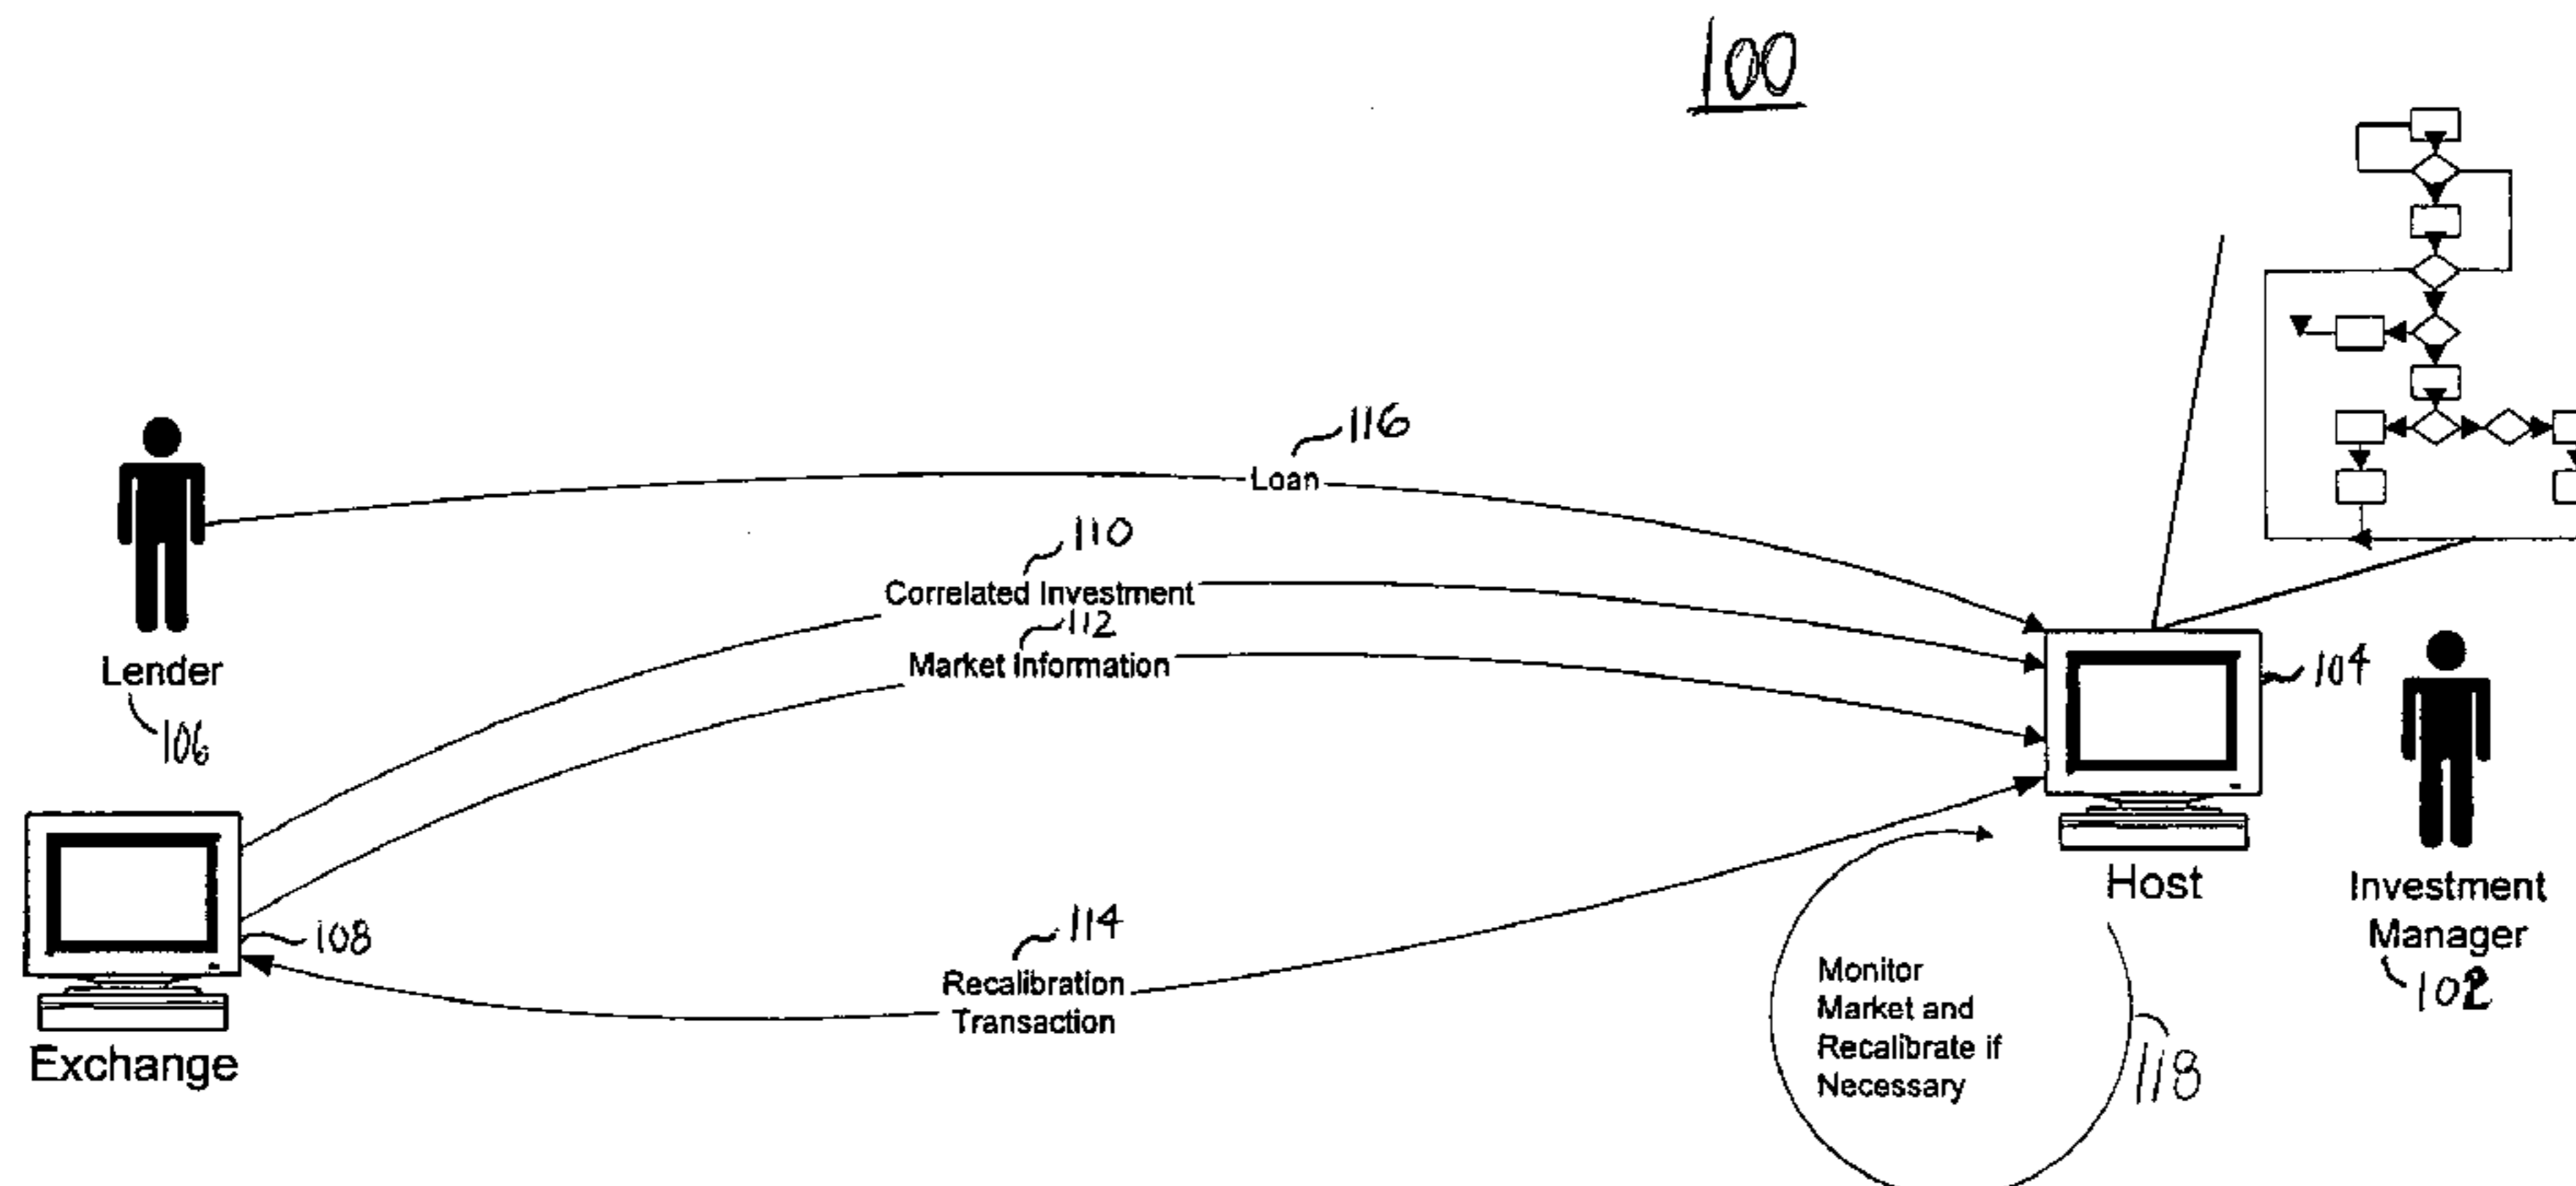 100
116
Loan
110
Correlated Investment
112
Market Information
Lender
106
104
108
Exchange
114
Recalibration
Transaction
Host
Investment
Manager
102
Monitor
Market and
Recalibrate if
Necessary
118